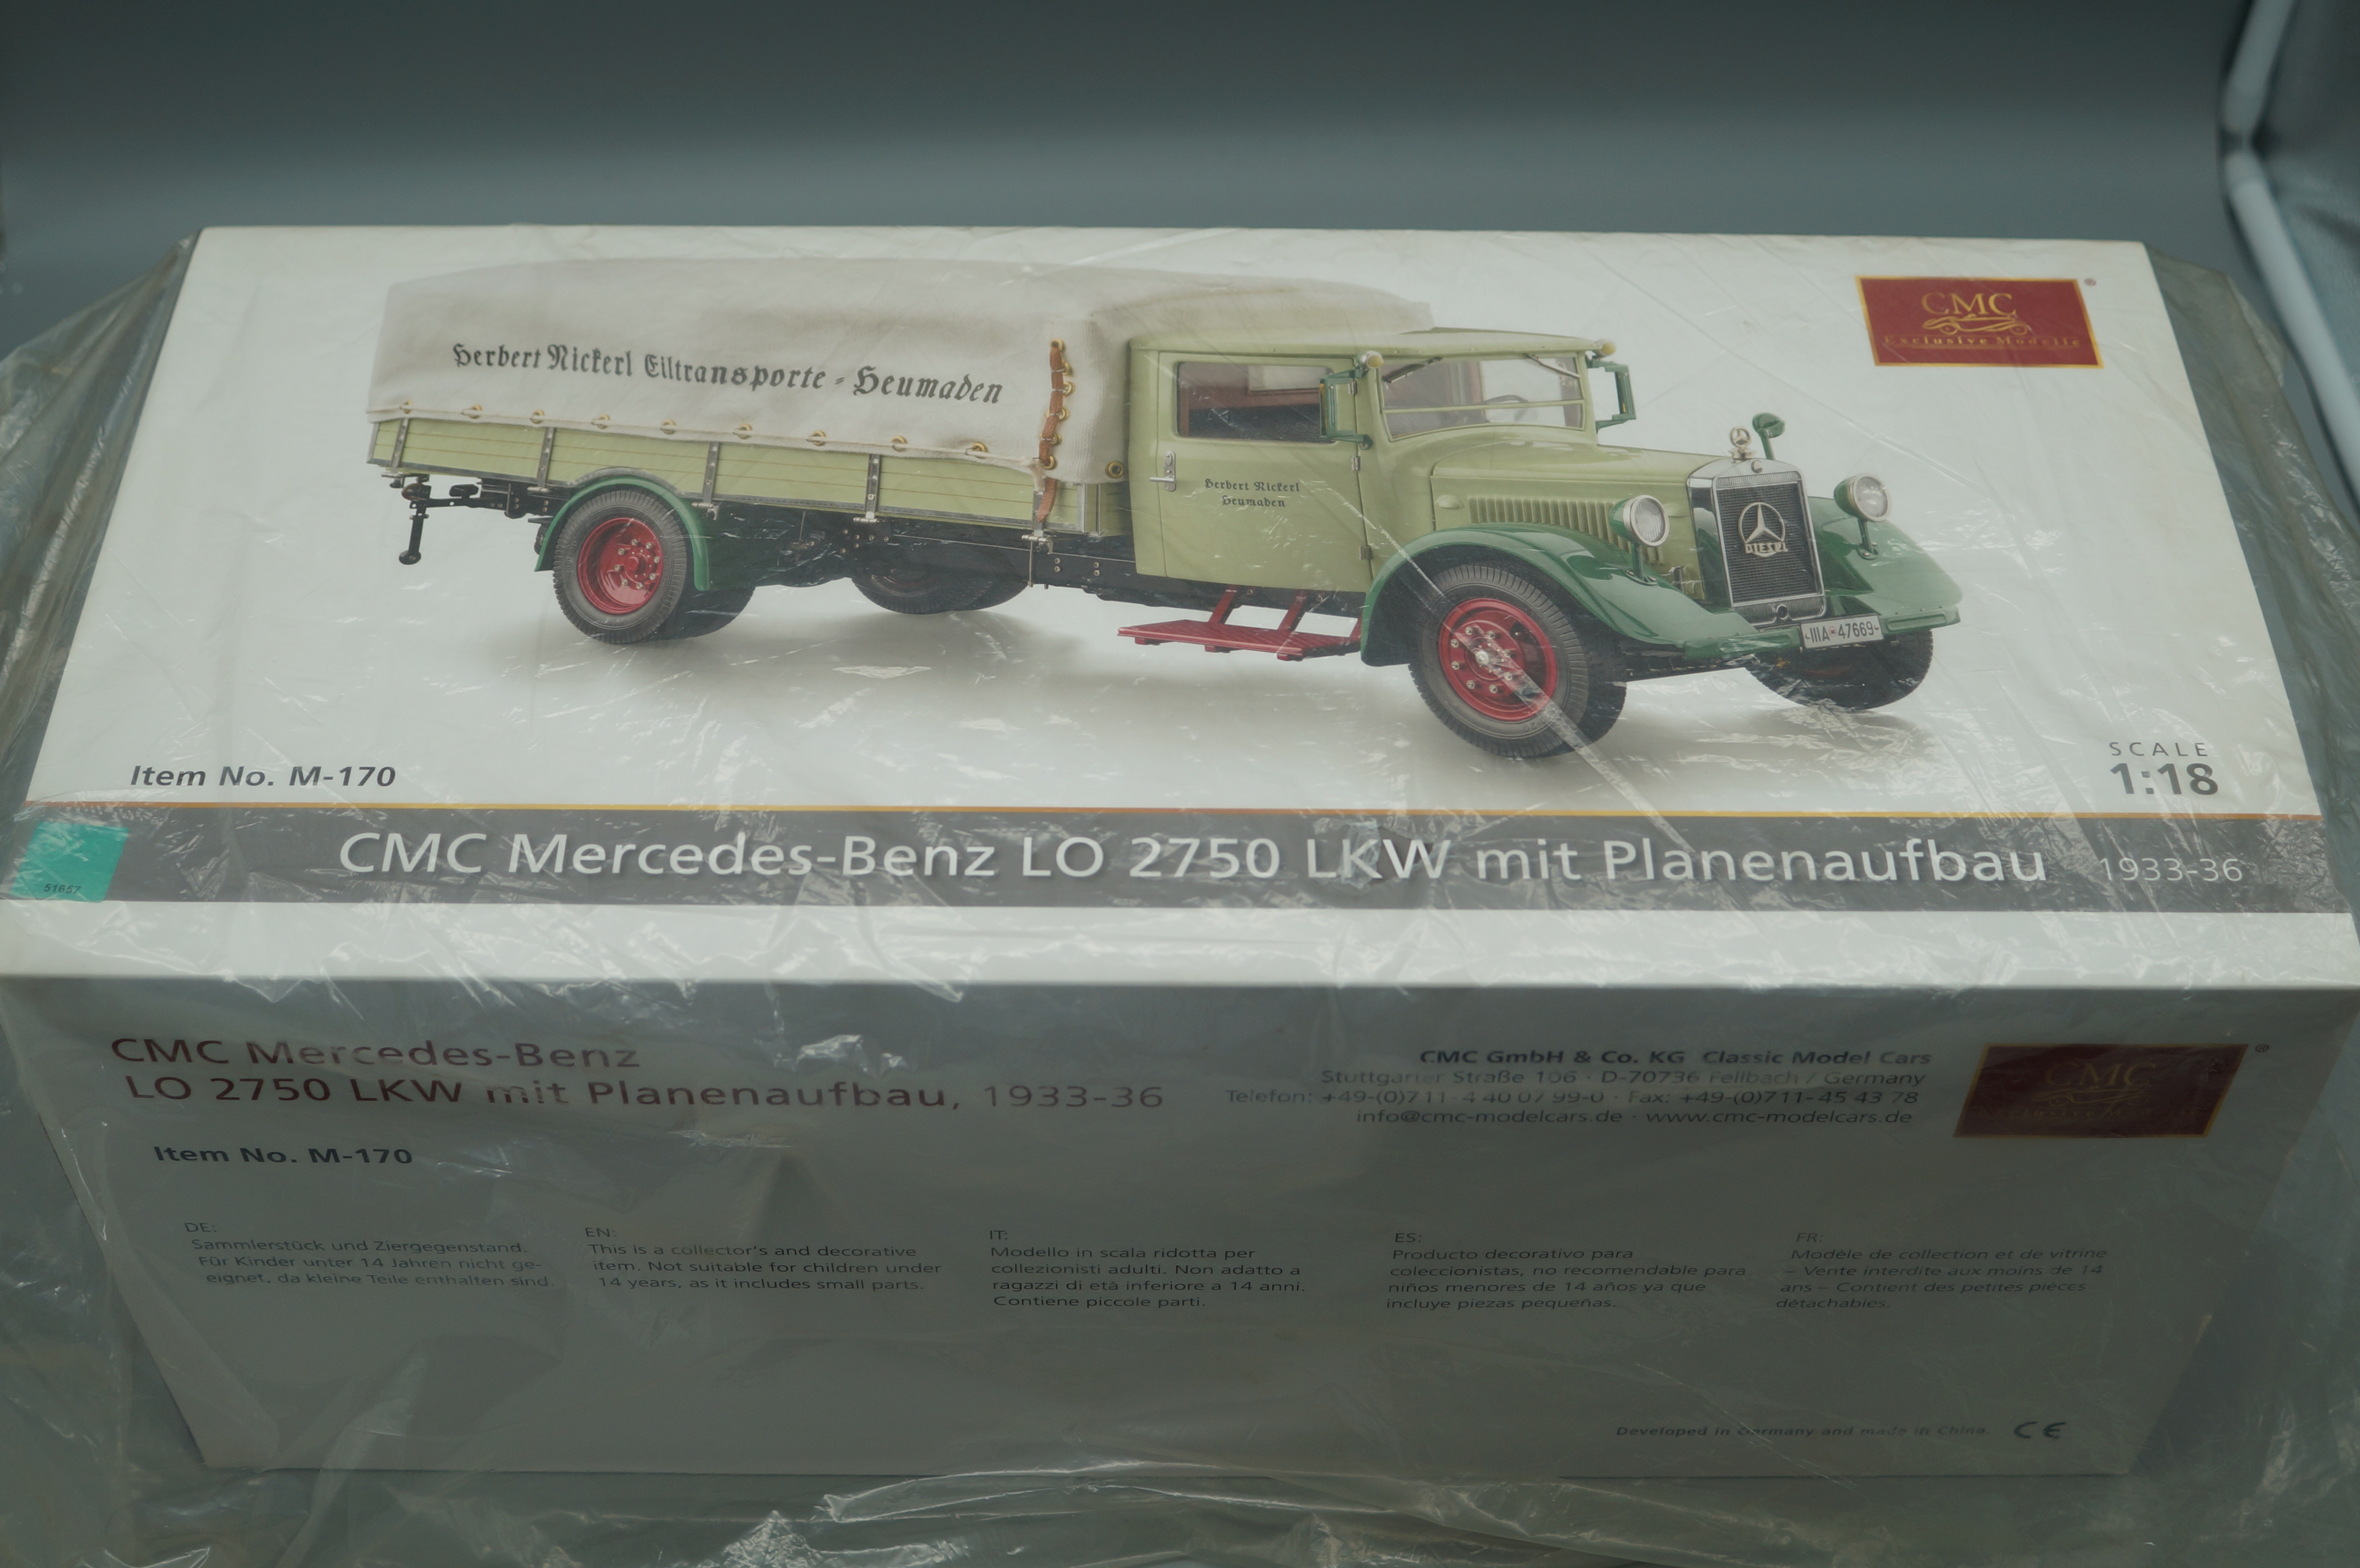 Herbert Nickerl Eiltransporte - Heumaden
CMC
®
Exclusive Modelle
Herbert Nickerl
Heumaden
DIESEL
IIIA-47669
SCALE
1:18
Item No. M-170
51657
CMC Mercedes-Benz LO 2750 LKW mit Planenaufbau 1933-36
CMC Mercedes-Benz
LO 2750 LKW mit Planenaufbau, 1933-36
Item No. M-170
CMC GmbH & Co. KG Classic Model Cars
Stuttgarter Straße 106 · D-70736 Fellbach / Germany
Telefon: +49-(0)711-4 40 07 99-0 · Fax: +49-(0)711-45 43 78
info@cmc-modelcars.de · www.cmc-modelcars.de
CMC
®
DE:
Sammlerstück und Ziergegenstand.
Für Kinder unter 14 Jahren nicht ge-
eignet, da kleine Teile enthalten sind.
EN:
This is a collector's and decorative
item. Not suitable for children under
14 years, as it includes small parts.
IT:
Modello in scala ridotta per
collezionisti adulti. Non adatto a
ragazzi di età inferiore a 14 anni.
Contiene piccole parti.
ES:
Producto decorativo para
coleccionistas, no recomendable para
niños menores de 14 años ya que
incluye piezas pequeñas.
FR:
Modèle de collection et de vitrine
– Vente interdite aux moins de 14
ans – Contient des petites pièces
détachables.
Developed in Germany and made in China.
CE